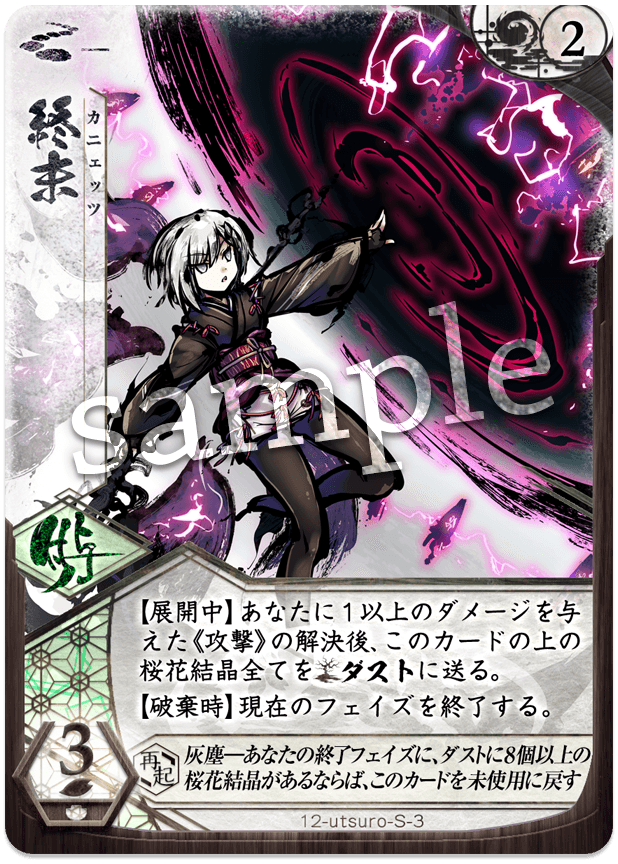 2
終末
カニェッツ
sample
付与
【展開中】あなたに1以上のダメージを与
えた《攻撃》の解決後、このカードの上の
桜花結晶全てをダストに送る。
【破棄時】現在のフェイズを終了する。
3
再起
灰塵―あなたの終了フェイズに、ダストに8個以上の
桜花結晶があるならば、このカードを未使用に戻す
12-utsuro-S-3